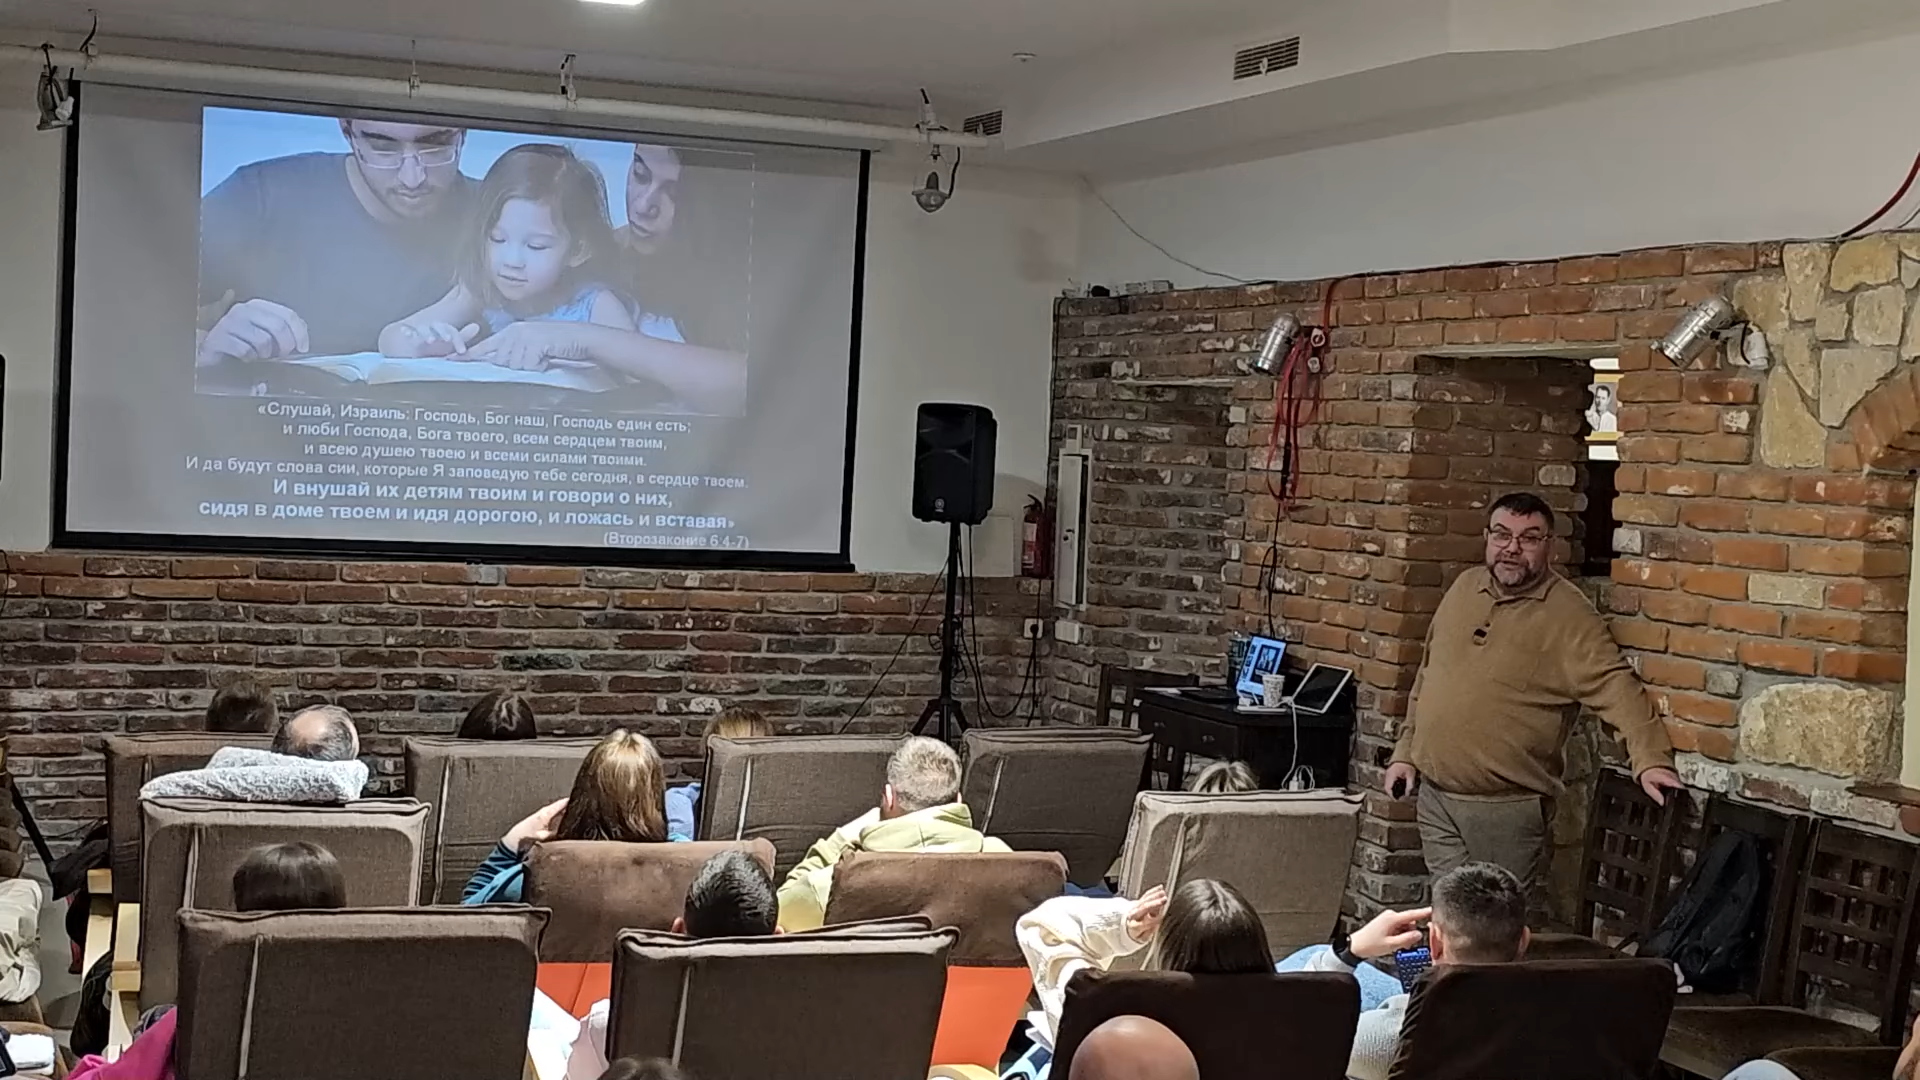 «Слушай, Израиль: Господь, Бог наш, Господь един есть;
и люби Господа, Бога твоего, всем сердцем твоим,
и всею душею твоею и всеми силами твоими.
И да будут слова сии, которые Я заповедую тебе сегодня, в сердце твоем.
И внушай их детям твоим и говори о них,
сидя в доме твоем и идя дорогою, и ложась и вставая»
(Второзаконие 6:4-7)